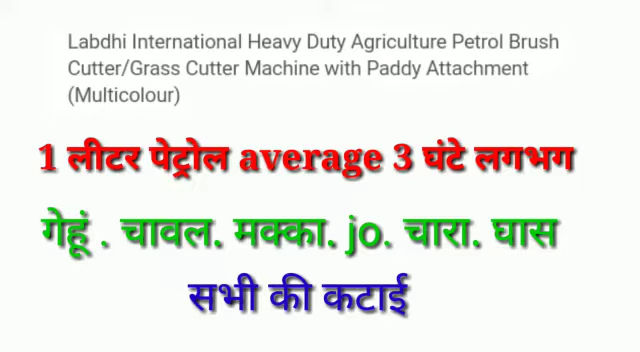 Labdhi International Heavy Duty Agriculture Petrol Brush
Cutter/Grass Cutter Machine with Paddy Attachment
(Multicolour)
1 लीटर पेट्रोल average 3 घंटे लगभग
गेहूं . चावल. मक्का. jo. चारा. घास
सभी की कटाई